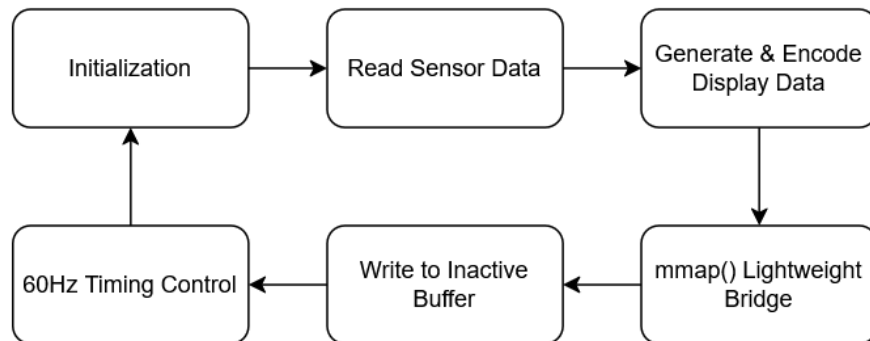 Initialization
Read Sensor Data
Generate & Encode
Display Data
60Hz Timing Control
Write to Inactive
Buffer
mmap() Lightweight
Bridge